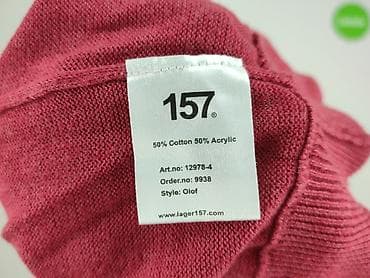 157®
50% Cotton 50% Acrylic
Art.no: 12978-4
Order.no: 9938
Style: Olof
www.lager157.com